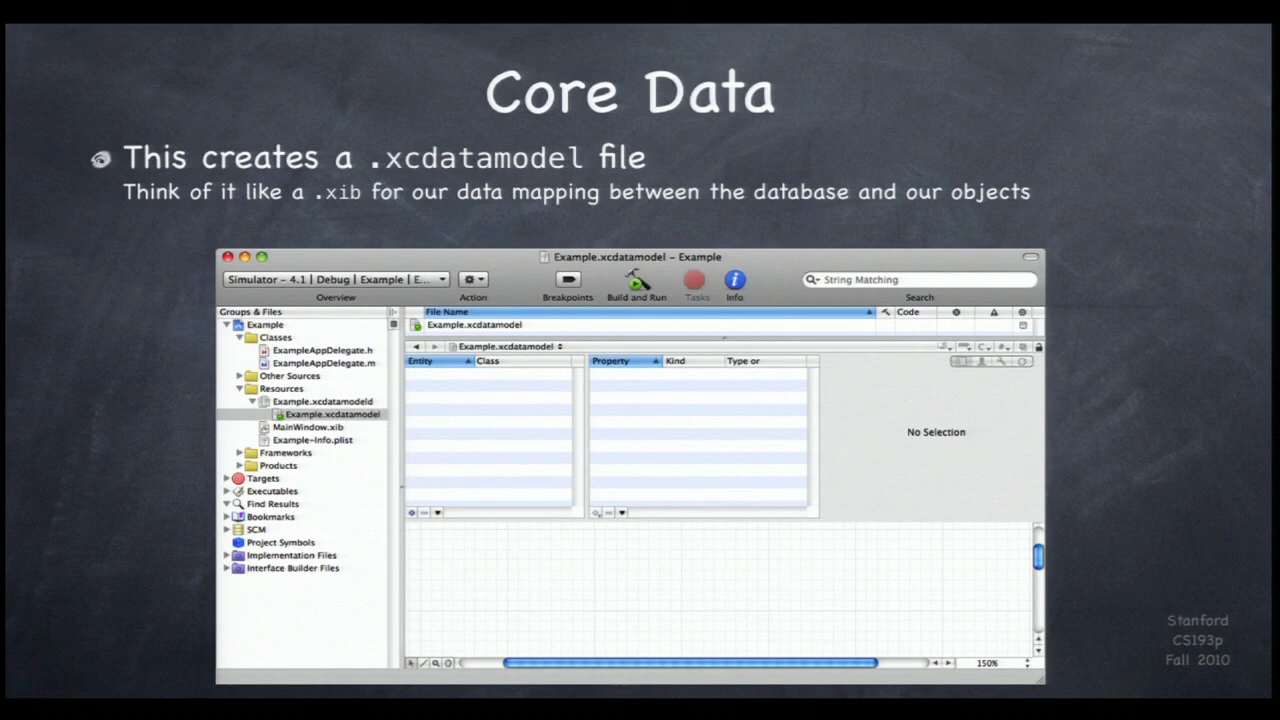 Core Data
This creates a .xcdatamodel file
Think of it like a .xib for our data mapping between the database and our objects
Example.xcdatamodel – Example
Simulator – 4.1 | Debug | Example | E...
String Matching
Overview
Action
Breakpoints
Build and Run
Tasks
Info
Search
Groups & Files
File Name
Code
Example
Example.xcdatamodel
Classes
ExampleAppDelegate.h
Example.xcdatamodel
ExampleAppDelegate.m
Entity
Class
Property
Kind
Type or
Other Sources
Resources
Example.xcdatamodeld
Example.xcdatamodel
MainWindow.xib
No Selection
Example-Info.plist
Frameworks
Products
Targets
Executables
Find Results
Bookmarks
SCM
Project Symbols
Implementation Files
Interface Builder Files
150%
Stanford
CS193p
Fall 2010